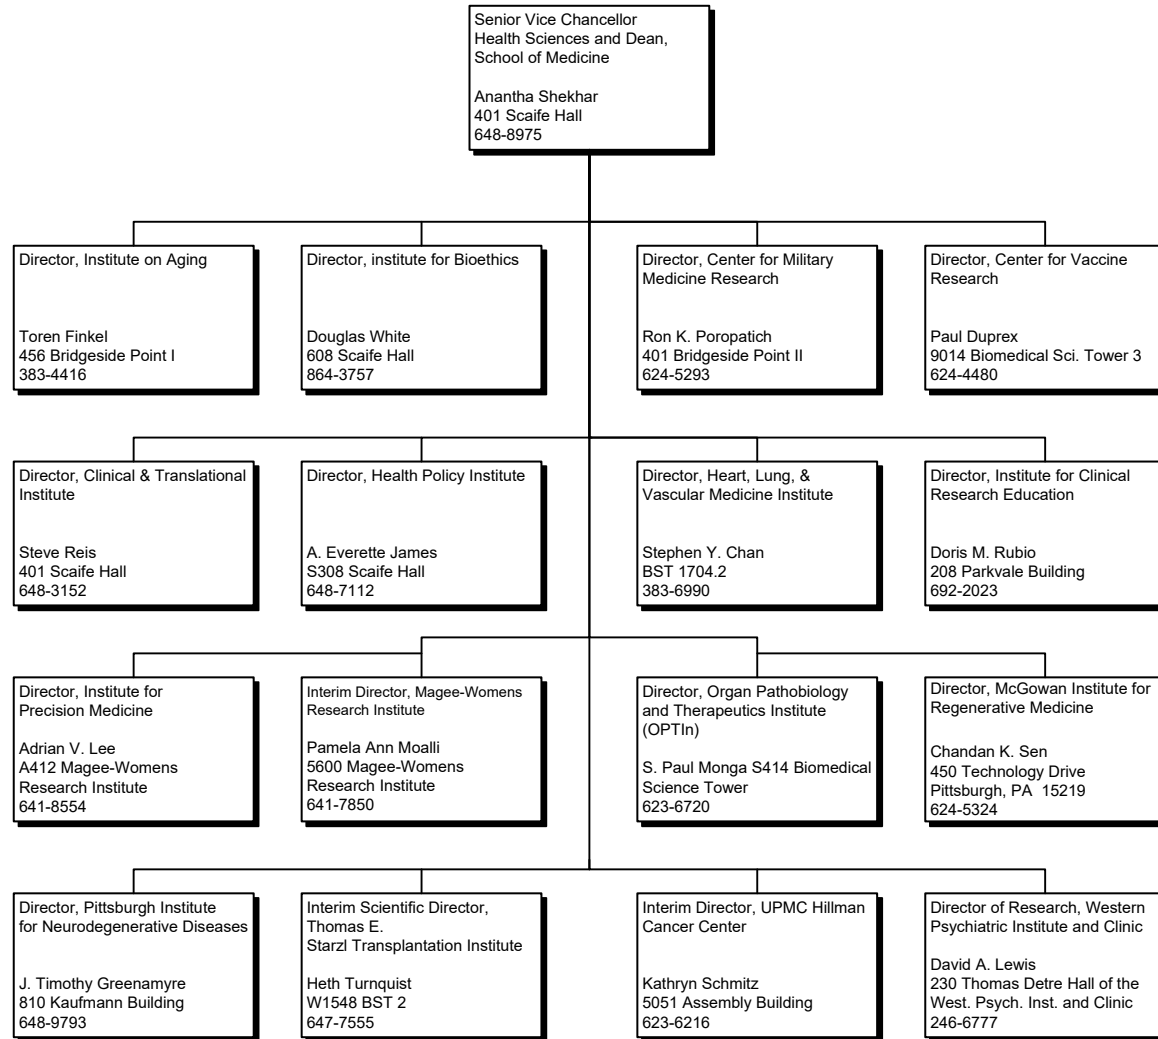 Senior Vice Chancellor
Health Sciences and Dean,
School of Medicine
Anantha Shekhar
401 Scaife Hall
648-8975
Director, Institute on Aging
Toren Finkel
456 Bridgeside Point I
383-4416
Director, institute for Bioethics
Douglas White
608 Scaife Hall
864-3757
Director, Center for Military
Medicine Research
Ron K. Poropatich
401 Bridgeside Point II
624-5293
Director, Center for Vaccine
Research
Paul Duprex
9014 Biomedical Sci. Tower 3
624-4480
Director, Clinical & Translational
Institute
Steve Reis
401 Scaife Hall
648-3152
Director, Health Policy Institute
A. Everette James
S308 Scaife Hall
648-7112
Director, Heart, Lung, &
Vascular Medicine Institute
Stephen Y. Chan
BST 1704.2
383-6990
Director, Institute for Clinical
Research Education
Doris M. Rubio
208 Parkvale Building
692-2023
Director, Institute for
Precision Medicine
Adrian V. Lee
A412 Magee-Womens
Research Institute
641-8554
Interim Director, Magee-Womens
Research Institute
Pamela Ann Moalli
5600 Magee-Womens
Research Institute
641-7850
Director, Organ Pathobiology
and Therapeutics Institute
(OPTIn)
S. Paul Monga S414 Biomedical
Science Tower
623-6720
Director, McGowan Institute for
Regenerative Medicine
Chandan K. Sen
450 Technology Drive
Pittsburgh, PA  15219
624-5324
Director, Pittsburgh Institute
for Neurodegenerative Diseases
J. Timothy Greenamyre
810 Kaufmann Building
648-9793
Interim Scientific Director,
Thomas E.
Starzl Transplantation Institute
Heth Turnquist
W1548 BST 2
647-7555
Interim Director, UPMC Hillman
Cancer Center
Kathryn Schmitz
5051 Assembly Building
623-6216
Director of Research, Western
Psychiatric Institute and Clinic
David A. Lewis
230 Thomas Detre Hall of the
West. Psych. Inst. and Clinic
246-6777